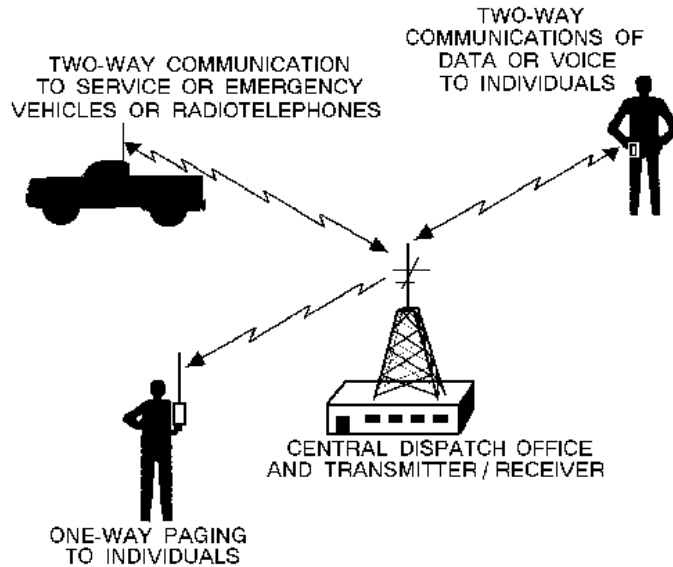 TWO-WAY
COMMUNICATIONS OF
DATA OR VOICE
TO INDIVIDUALS
TWO-WAY COMMUNICATION
TO SERVICE OR EMERGENCY
VEHICLES OR RADIOTELEPHONES
CENTRAL DISPATCH OFFICE
AND TRANSMITTER/RECEIVER
ONE-WAY PAGING
TO INDIVIDUALS